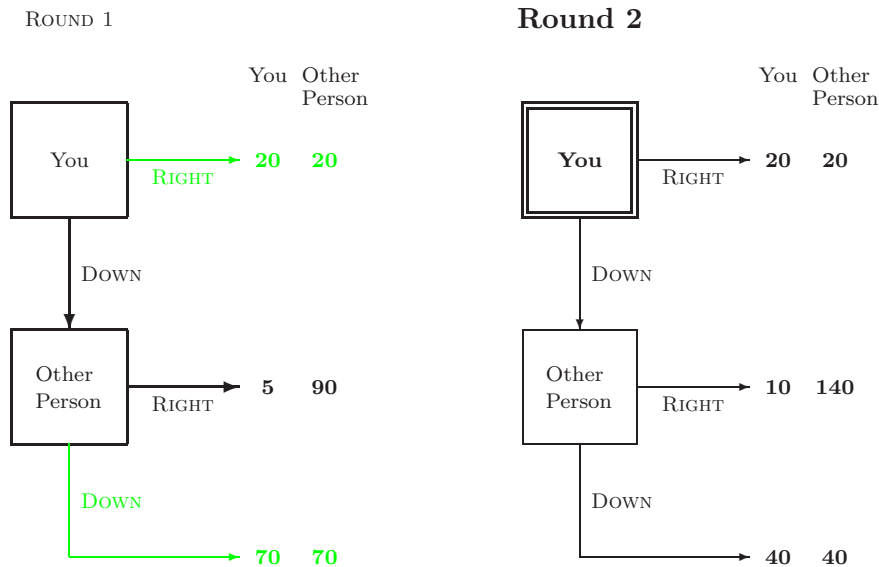 ROUND 1
You Other
Person
You
20 20
RIGHT
DOWN
Other
Person
5 90
RIGHT
DOWN
70 70
Round 2
You Other
Person
You
20 20
RIGHT
DOWN
Other
Person
10 140
RIGHT
DOWN
40 40